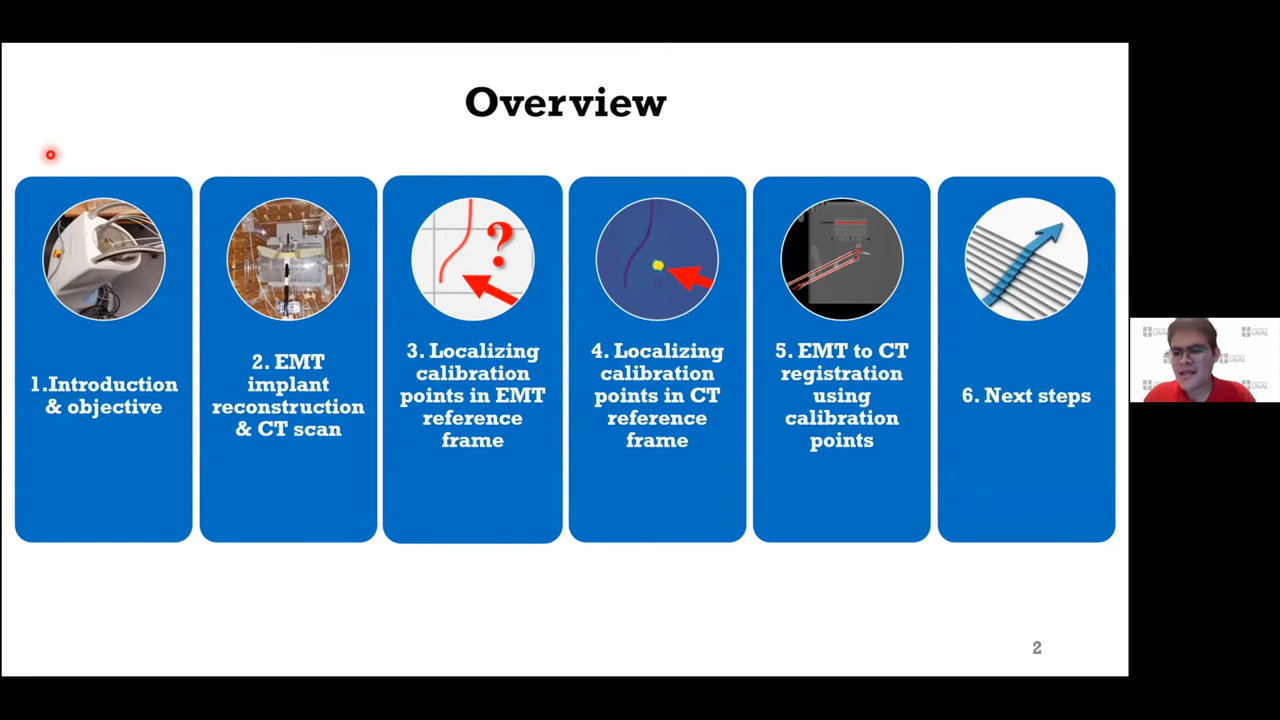 Overview
?
1.Introduction
& objective
2. EMT
implant
reconstruction
& CT scan
3. Localizing
calibration
points in EMT
reference
frame
4. Localizing
calibration
points in CT
reference
frame
5. EMT to CT
registration
using
calibration
points
6. Next steps
2
LAVAL
LAVAL